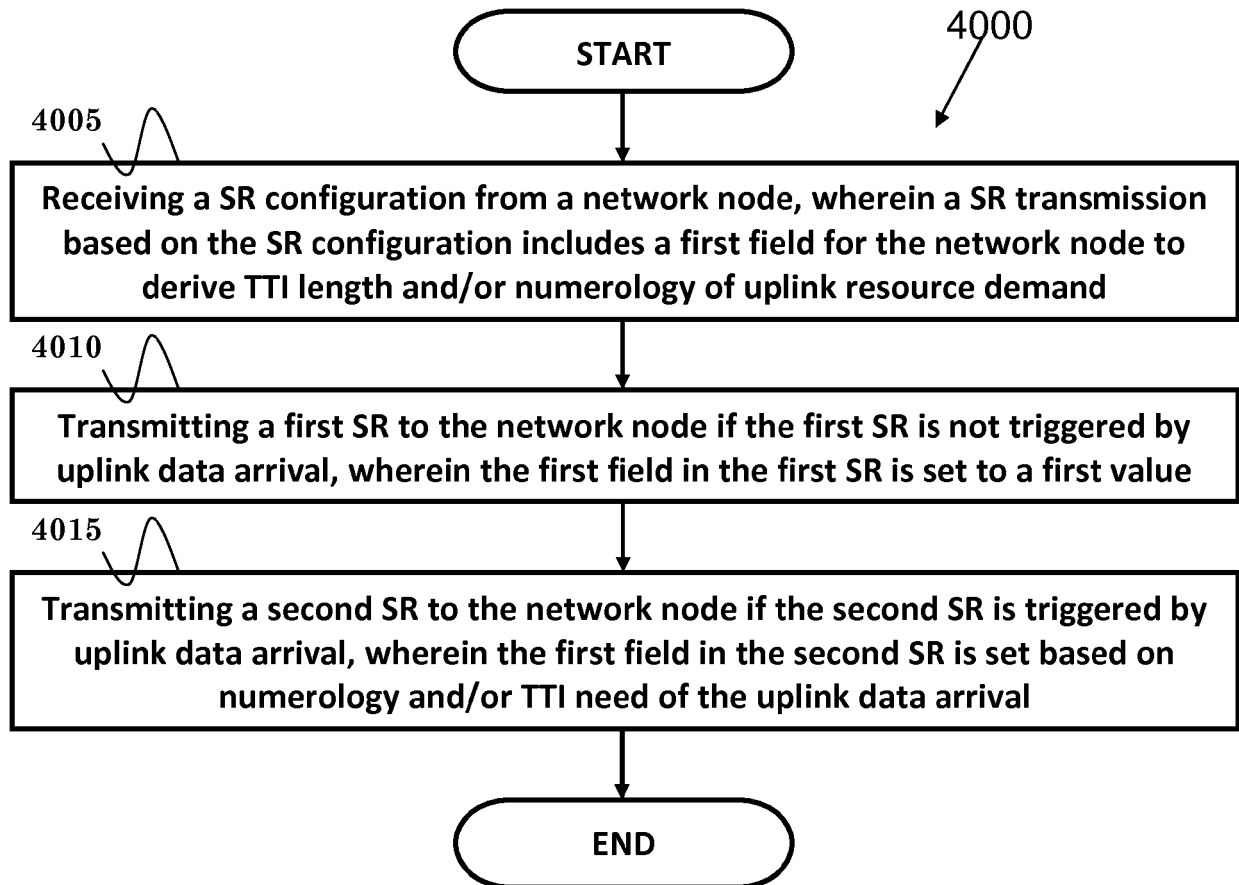 START
4000
4005
Receiving a SR configuration from a network node, wherein a SR transmission
based on the SR configuration includes a first field for the network node to
derive TTI length and/or numerology of uplink resource demand
4010
Transmitting a first SR to the network node if the first SR is not triggered by
uplink data arrival, wherein the first field in the first SR is set to a first value
4015
Transmitting a second SR to the network node if the second SR is triggered by
uplink data arrival, wherein the first field in the second SR is set based on
numerology and/or TTI need of the uplink data arrival
END